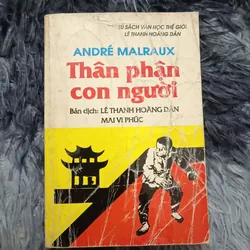 TỦ SÁCH VĂN HỌC THẾ GIỚI
LÊ THANH HOÀNG DÂN
ANDRÉ MALRAUX
Thân phận
con người
Bản dịch: LÊ THANH HOÀNG DÂN
MAI VI PHÚC